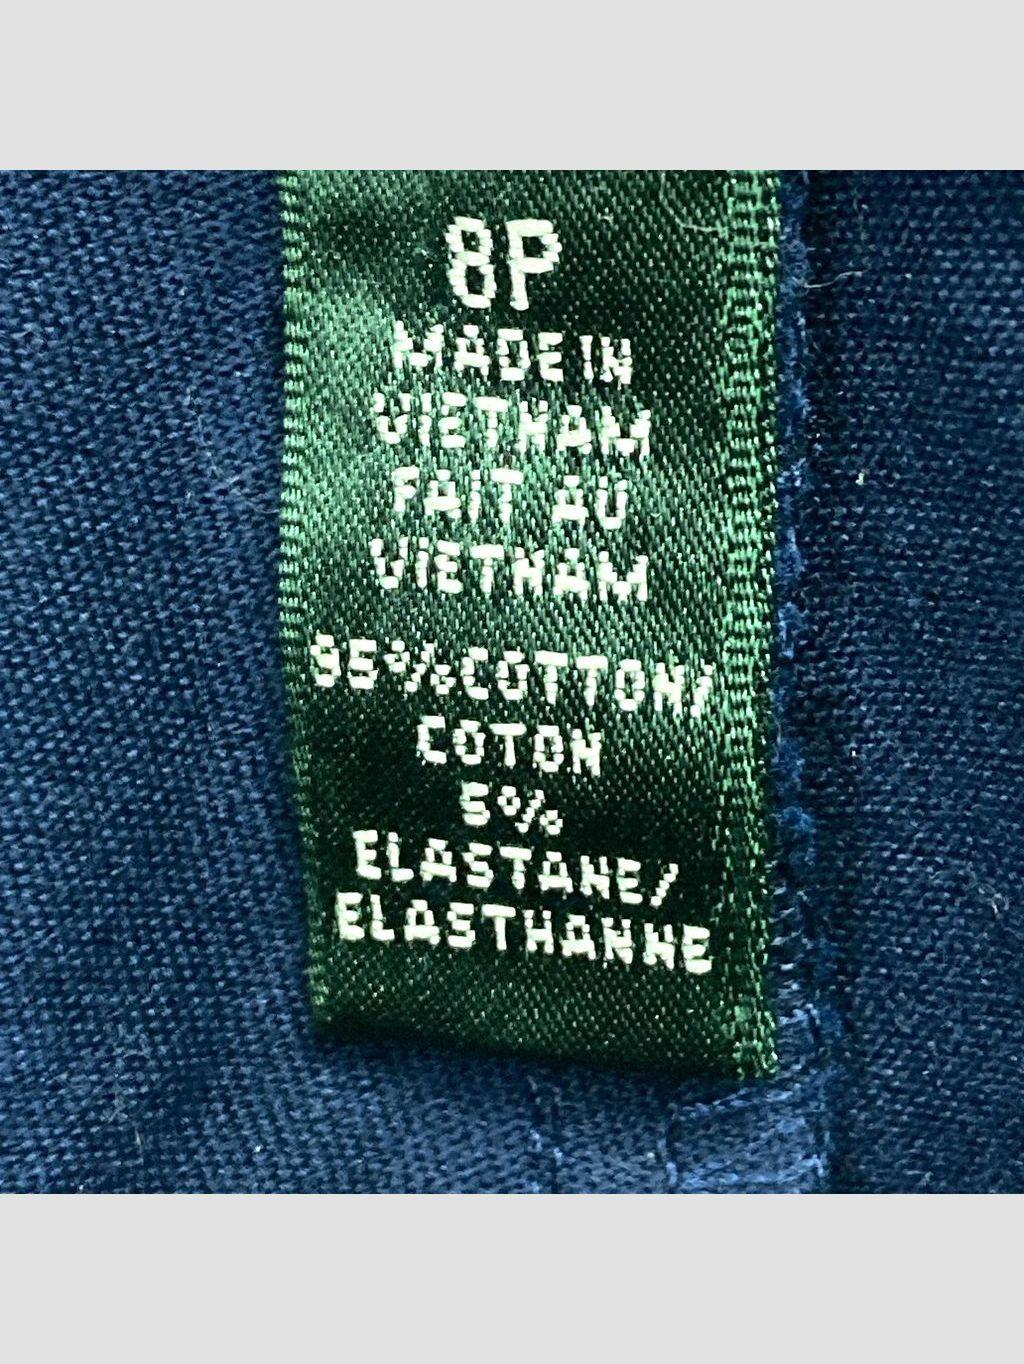 8P
MADE IN
VIETNAM
FAIT AU
VIETNAM
95%COTTON/
COTON
5%
ELASTANE/
ELASTHANNE